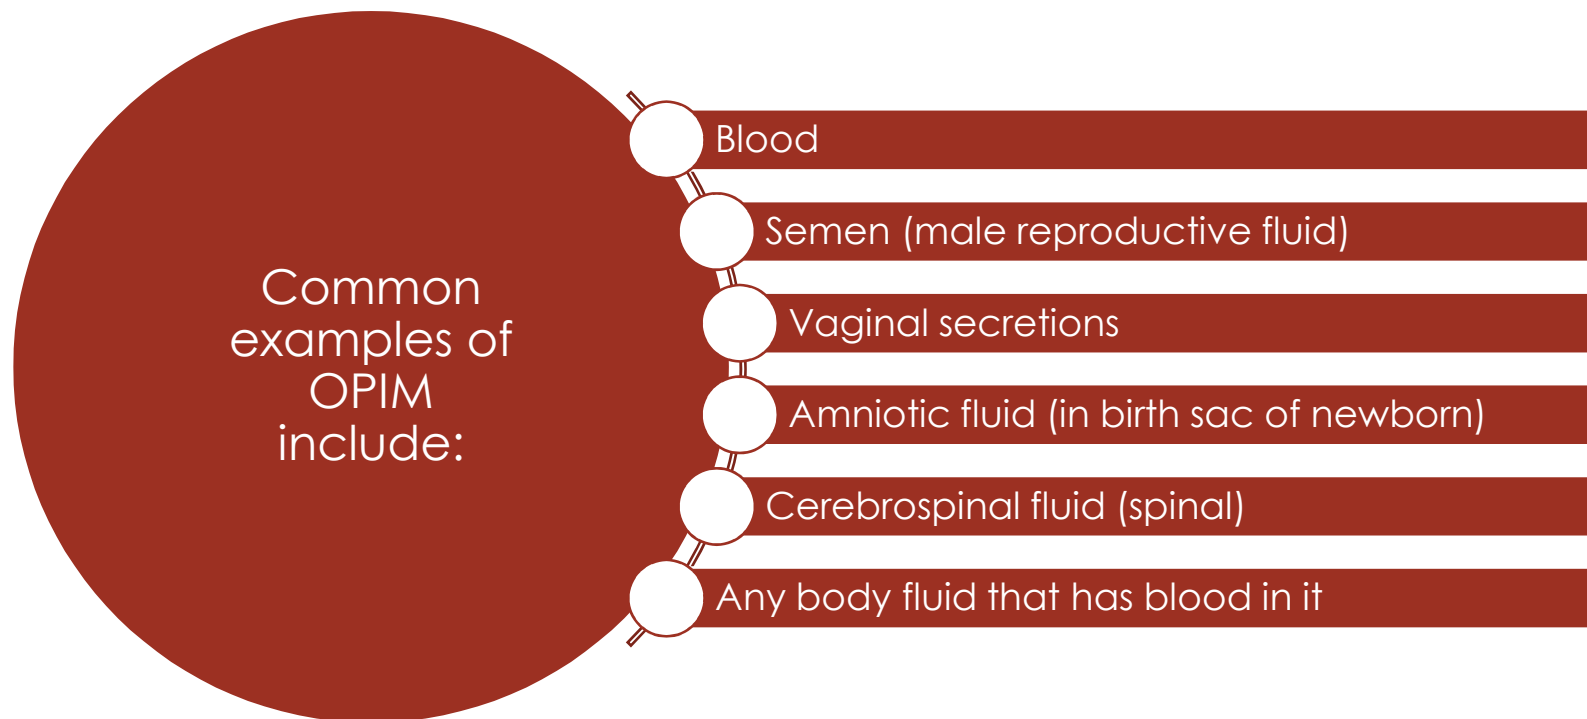 Common
examples of
OPIM
include:
Blood
Semen (male reproductive fluid)
Vaginal secretions
Amniotic fluid (in birth sac of newborn)
Cerebrospinal fluid (spinal)
Any body fluid that has blood in it